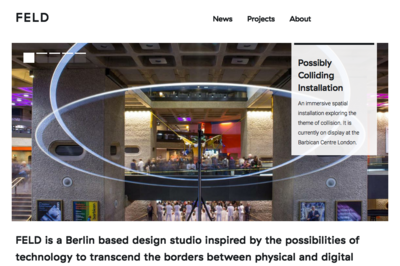 FELD
News Projects About
Possibly
Colliding
Installation
An immersive spatial
installation exploring the
theme of collision. It is
currently on display at the
Barbican Centre London.
FELD is a Berlin based design studio inspired by the possibilities of
technology to transcend the borders between physical and digital